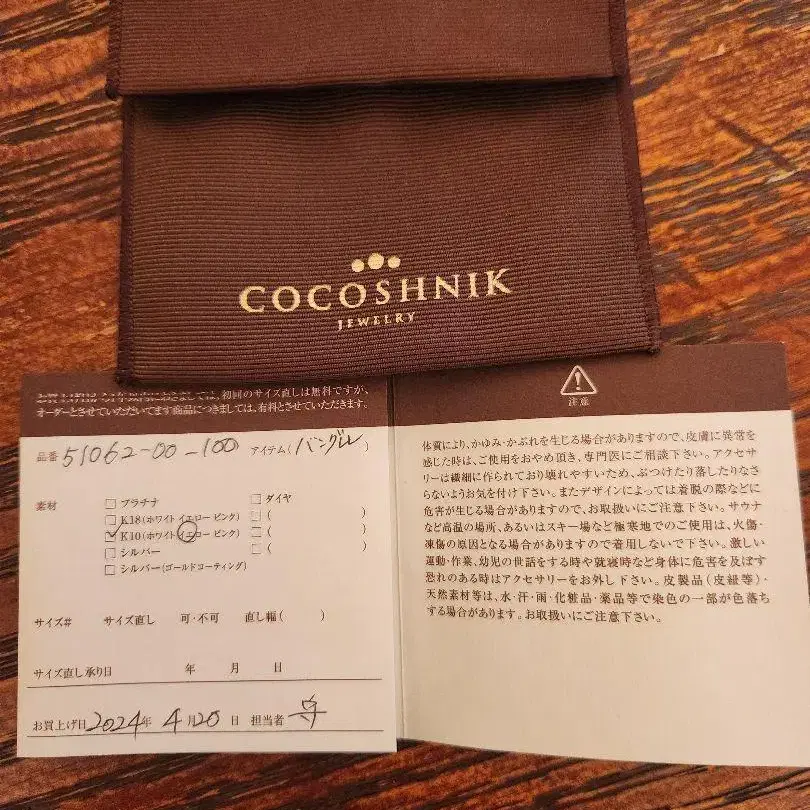 COCOSHNIK
JEWELRY
初回のサイズ直しは無料ですが、
オーダーとさせていただいてます商品につきましては、有料とさせていただきます。
品番 51062-00-100 アイテム(バングル)
素材
□プラチナ □ダイヤ
□K18(ホワイト イエロー ピンク) □( )
□K10(ホワイト イエロー ピンク) □( )
□シルバー □( )
□シルバー(ゴールドコーティング)
サイズ# サイズ直し 可・不可 直し幅( )
サイズ直し承り日 年 月 日
お買上げ日 2024年 4月20日 担当者
注意
体質により、かゆみ・かぶれを生じる場合がありますので、皮膚に異常を
感じた時は、ご使用をおやめ頂き、専門医にご相談下さい。アクセサ
リーは繊細に作られており壊れやすいため、ぶつけたり落したりなさ
らないようお気を付け下さい。またデザインによっては着脱の際などに
危害が生じる場合がありますので、お取扱いにご注意下さい。サウナ
など高温の場所、あるいはスキー場など極寒地でのご使用は、火傷・
凍傷の原因となる場合がありますので着用しないで下さい。激しい
運動・作業、幼児の世話をする時や就寝時など身体に危害を及ぼす
恐れのある時はアクセサリーをお外し下さい。皮製品(皮紐等)・
天然素材等は、水・汗・雨・化粧品・薬品等で染色の一部が色落ち
する場合があります。お取扱いにご注意下さい。